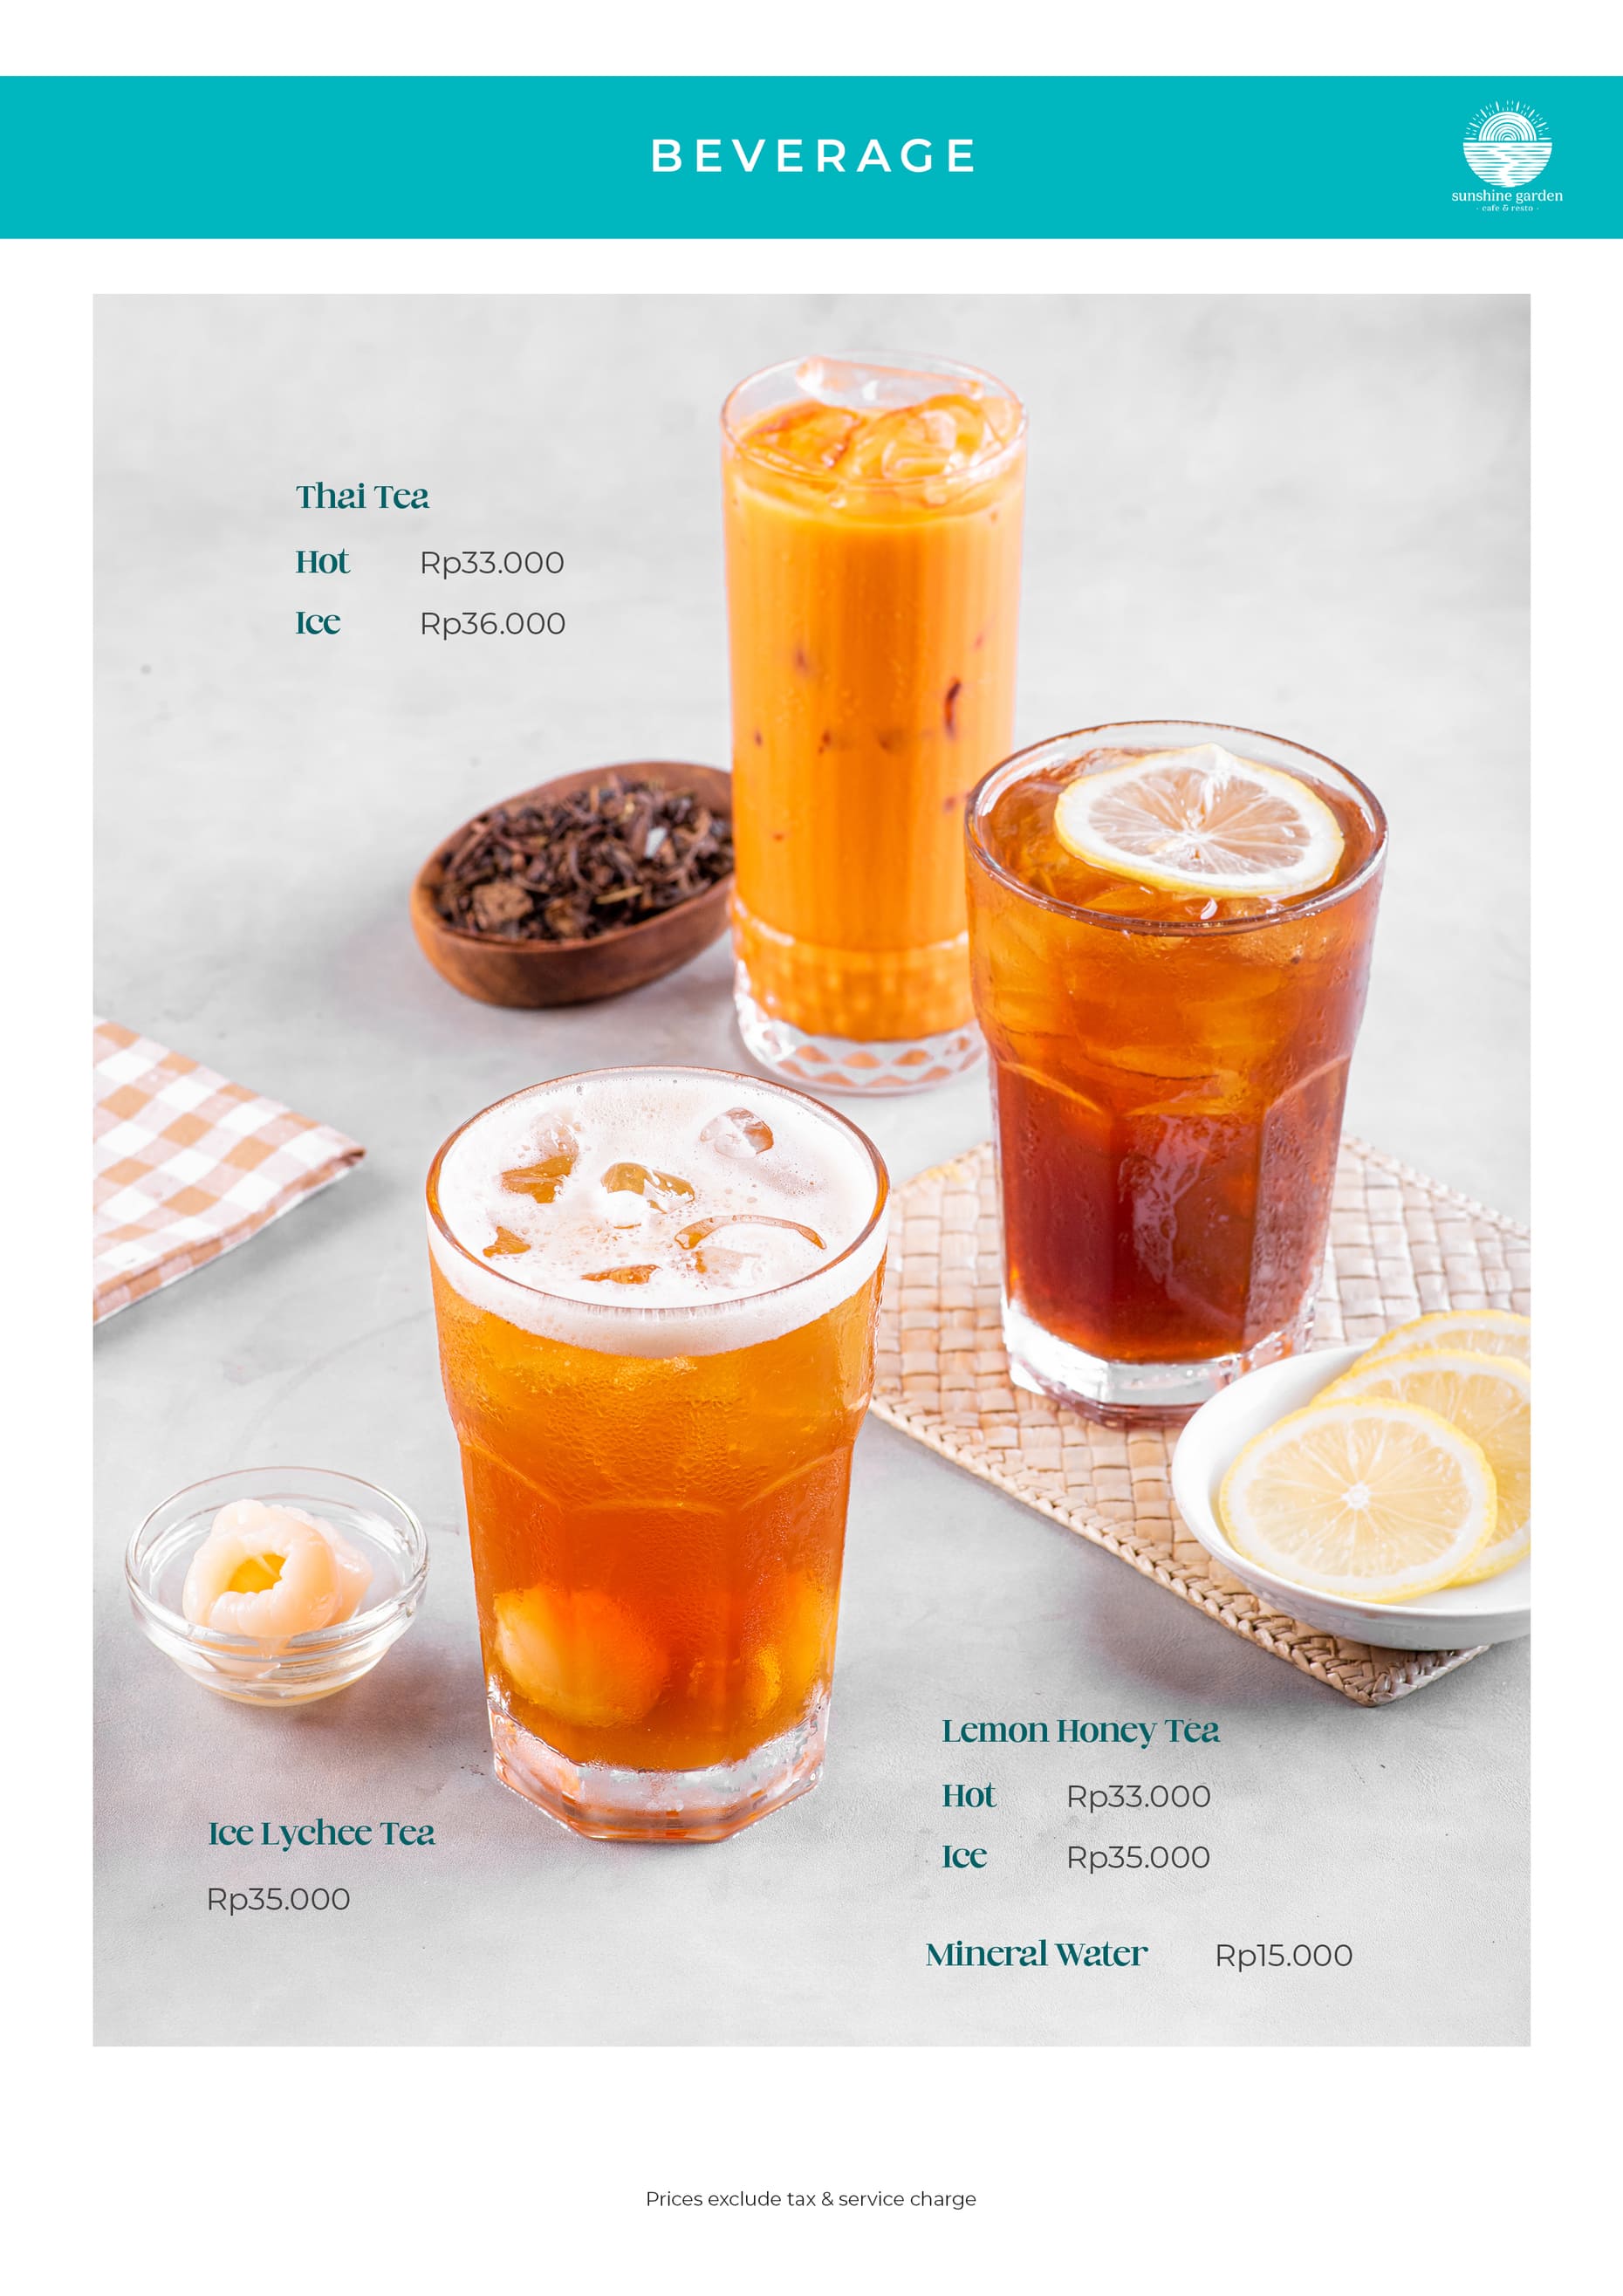 BEVERAGE
sunshine garden
- cafe & resto -
Thai Tea
Hot Rp33.000
Ice Rp36.000
Ice Lychee Tea
Rp35.000
Lemon Honey Tea
Hot Rp33.000
Ice Rp35.000
Mineral Water Rp15.000
Prices exclude tax & service charge